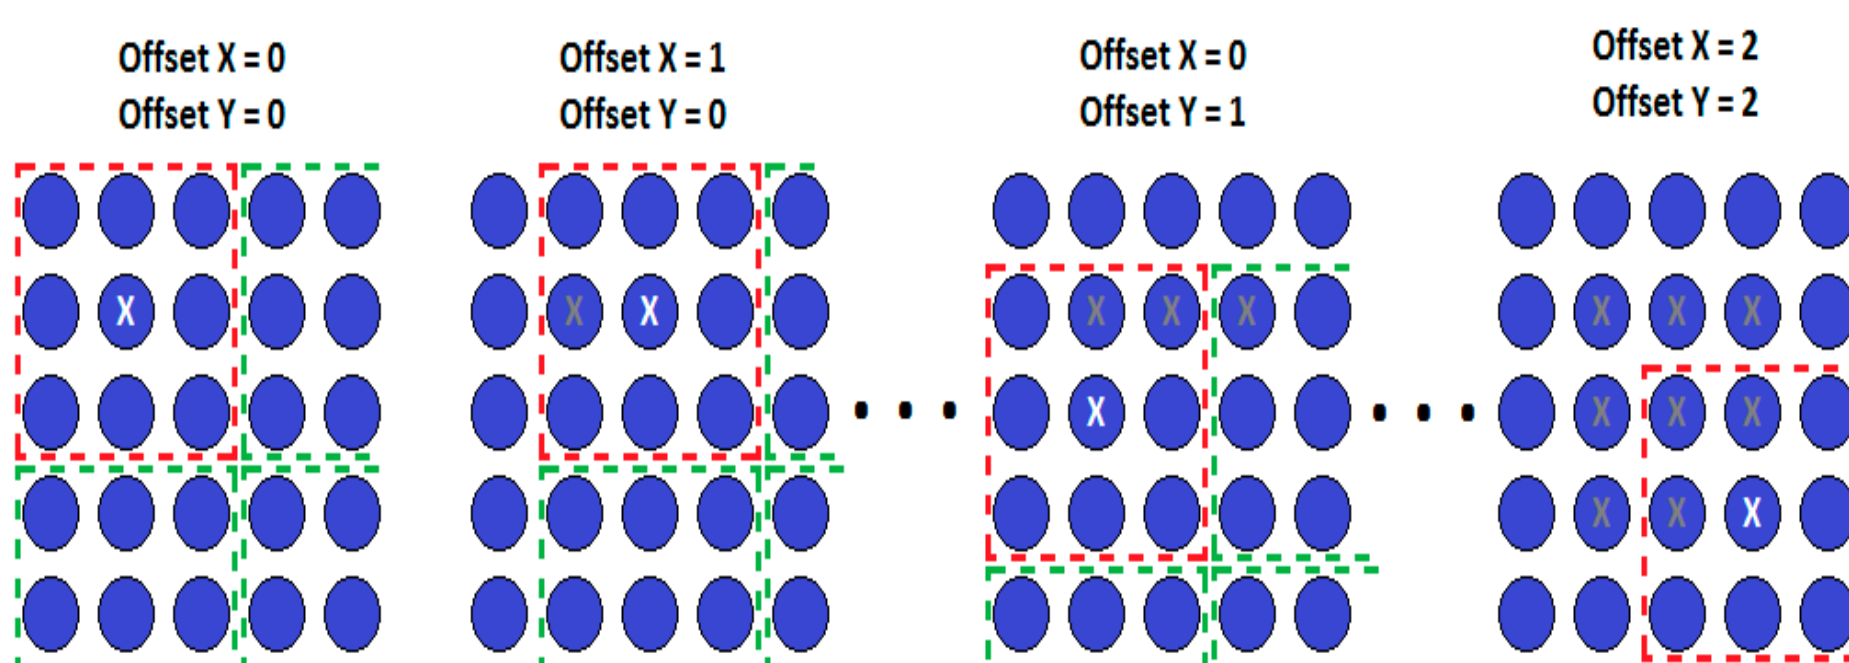 Offset X = 0
Offset Y = 0
Offset X = 1
Offset Y = 0
Offset X = 0
Offset Y = 1
Offset X = 2
Offset Y = 2
X
X X
X X X
X
X X X
X X X
X X X